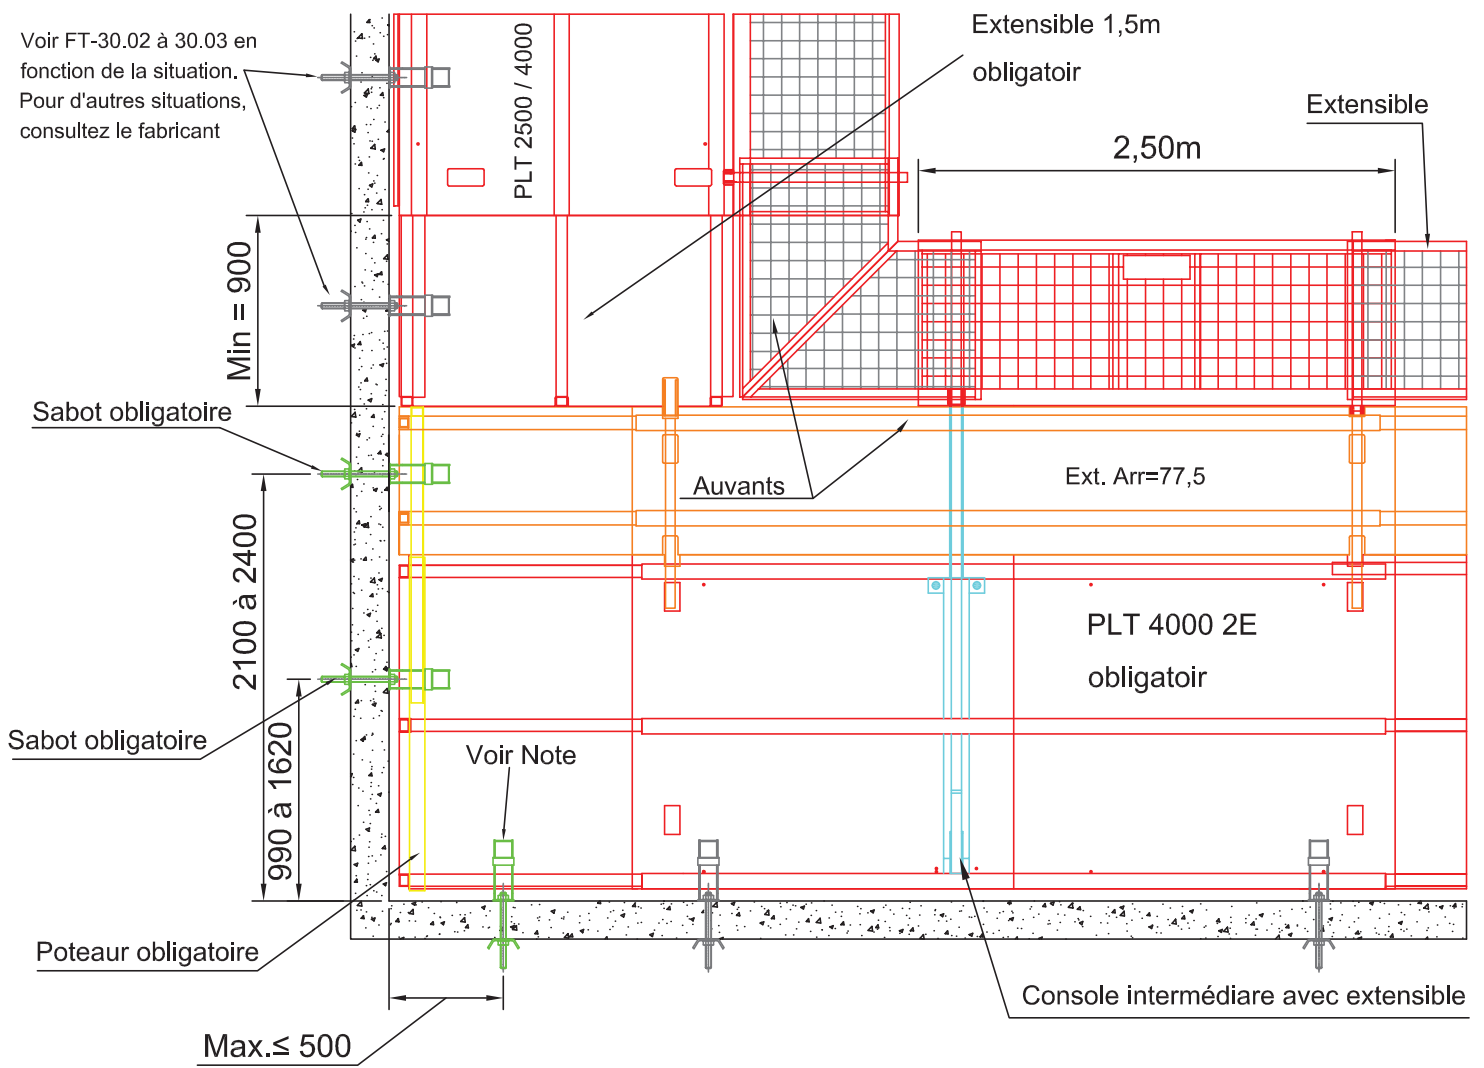 Voir FT-30.02 à 30.03 en
fonction de la situation.
Pour d'autres situations,
consultez le fabricant
PLT 2500 / 4000
Extensible 1,5m
obligatoir
Extensible
2,50m
Min = 900
Sabot obligatoire
Auvants
Ext. Arr=77,5
2100 à 2400
PLT 4000 2E
obligatoir
Sabot obligatoire
990 à 1620
Voir Note
Poteaur obligatoire
Console intermédiare avec extensible
Max.≤ 500